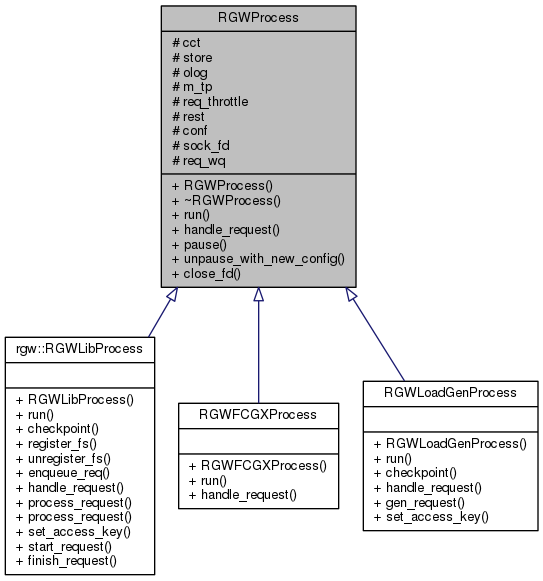 RGWProcess
# cct
# store
# olog
# m_tp
# req_throttle
# rest
# conf
# sock_fd
# req_wq
+ RGWProcess()
+ ~RGWProcess()
+ run()
+ handle_request()
+ pause()
+ unpause_with_new_config()
+ close_fd()
rgw::RGWLibProcess
+ RGWLibProcess()
+ run()
+ checkpoint()
+ register_fs()
+ unregister_fs()
+ enqueue_req()
+ handle_request()
+ process_request()
+ process_request()
+ set_access_key()
+ start_request()
+ finish_request()
RGWFCGXProcess
+ RGWFCGXProcess()
+ run()
+ handle_request()
RGWLoadGenProcess
+ RGWLoadGenProcess()
+ run()
+ checkpoint()
+ handle_request()
+ gen_request()
+ set_access_key()